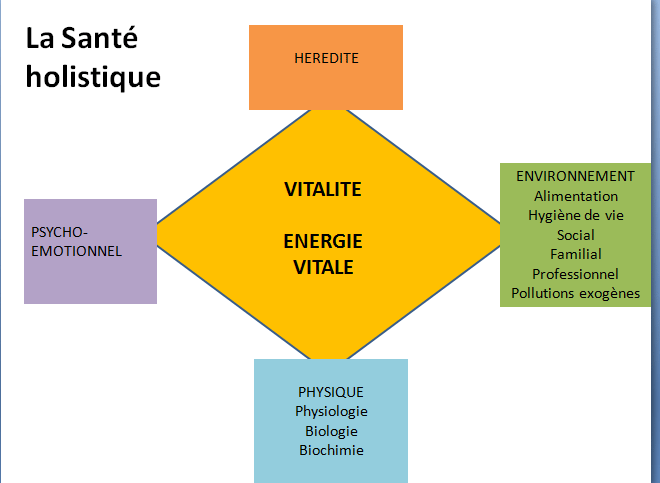 La Santé
holistique
HEREDITE
VITALITE
ENERGIE
VITALE
PSYCHO-
EMOTIONNEL
ENVIRONNEMENT
Alimentation
Hygiène de vie
Social
Familial
Professionnel
Pollutions exogènes
PHYSIQUE
Physiologie
Biologie
Biochimie